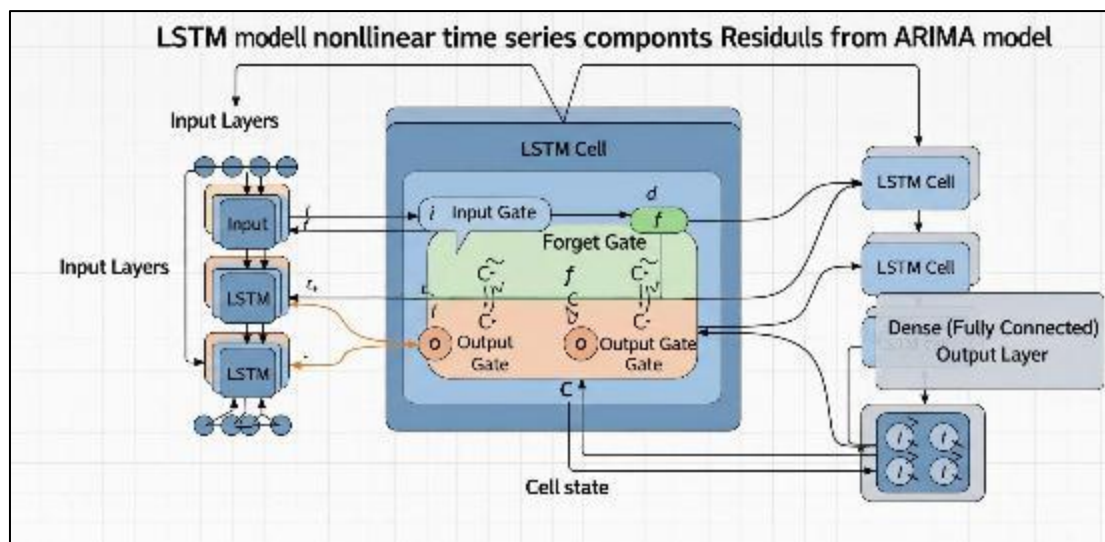 LSTM modell nonllinear time series compomts Residulls from ARIMA model
Input Layers
Input
Input Layers
LSTM
LSTM
LSTM Cell
i Input Gate
d
f
Forget Gate
f
O Output Gate
O Output Gate Gate
C
Cell state
LSTM Cell
LSTM Cell
Dense (Fully Connected)
Output Layer